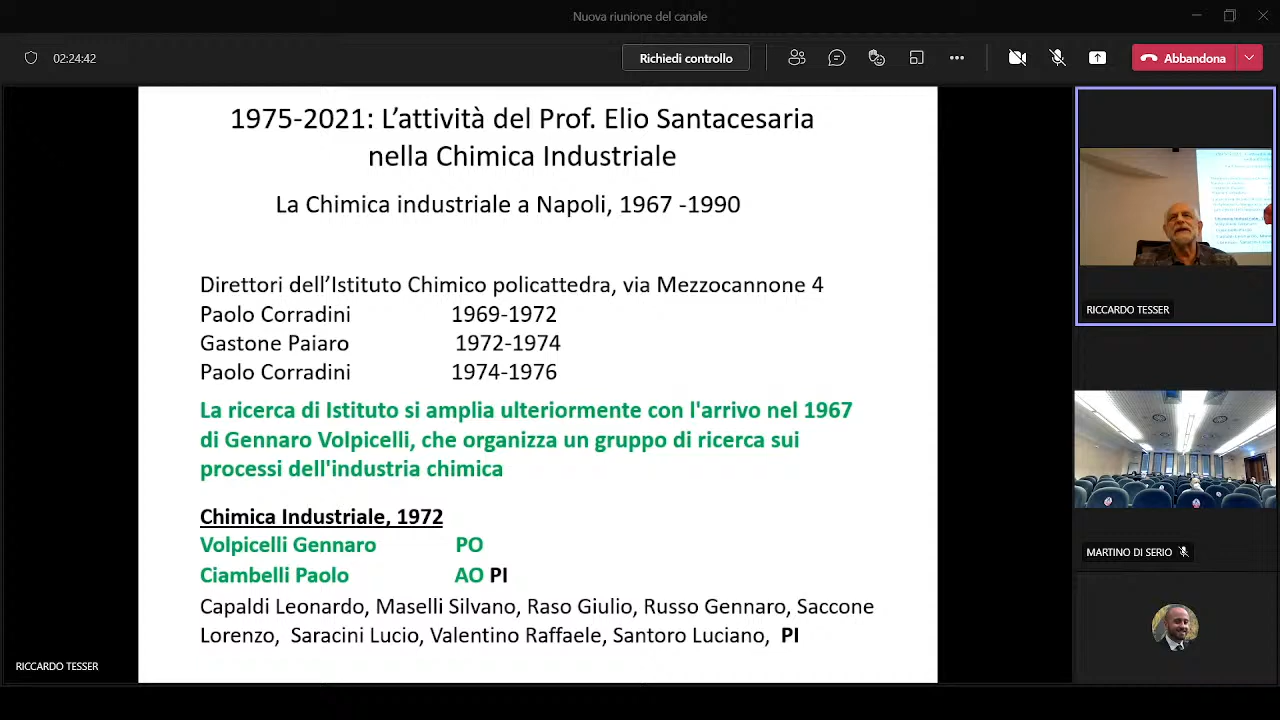 Nuova riunione del canale
02:24:42
Richiedi controllo
Abbandona
1975-2021: L’attività del Prof. Elio Santacesaria
nella Chimica Industriale
La Chimica industriale a Napoli, 1967 -1990
Direttori dell’Istituto Chimico policattedra, via Mezzocannone 4
Paolo Corradini 1969-1972
Gastone Paiaro 1972-1974
Paolo Corradini 1974-1976
La ricerca di Istituto si amplia ulteriormente con l'arrivo nel 1967
di Gennaro Volpicelli, che organizza un gruppo di ricerca sui
processi dell'industria chimica
Chimica Industriale, 1972
Volpicelli Gennaro PO
Ciambelli Paolo AO PI
Capaldi Leonardo, Maselli Silvano, Raso Giulio, Russo Gennaro, Saccone
Lorenzo, Saracini Lucio, Valentino Raffaele, Santoro Luciano, PI
RICCARDO TESSER
RICCARDO TESSER
MARTINO DI SERIO